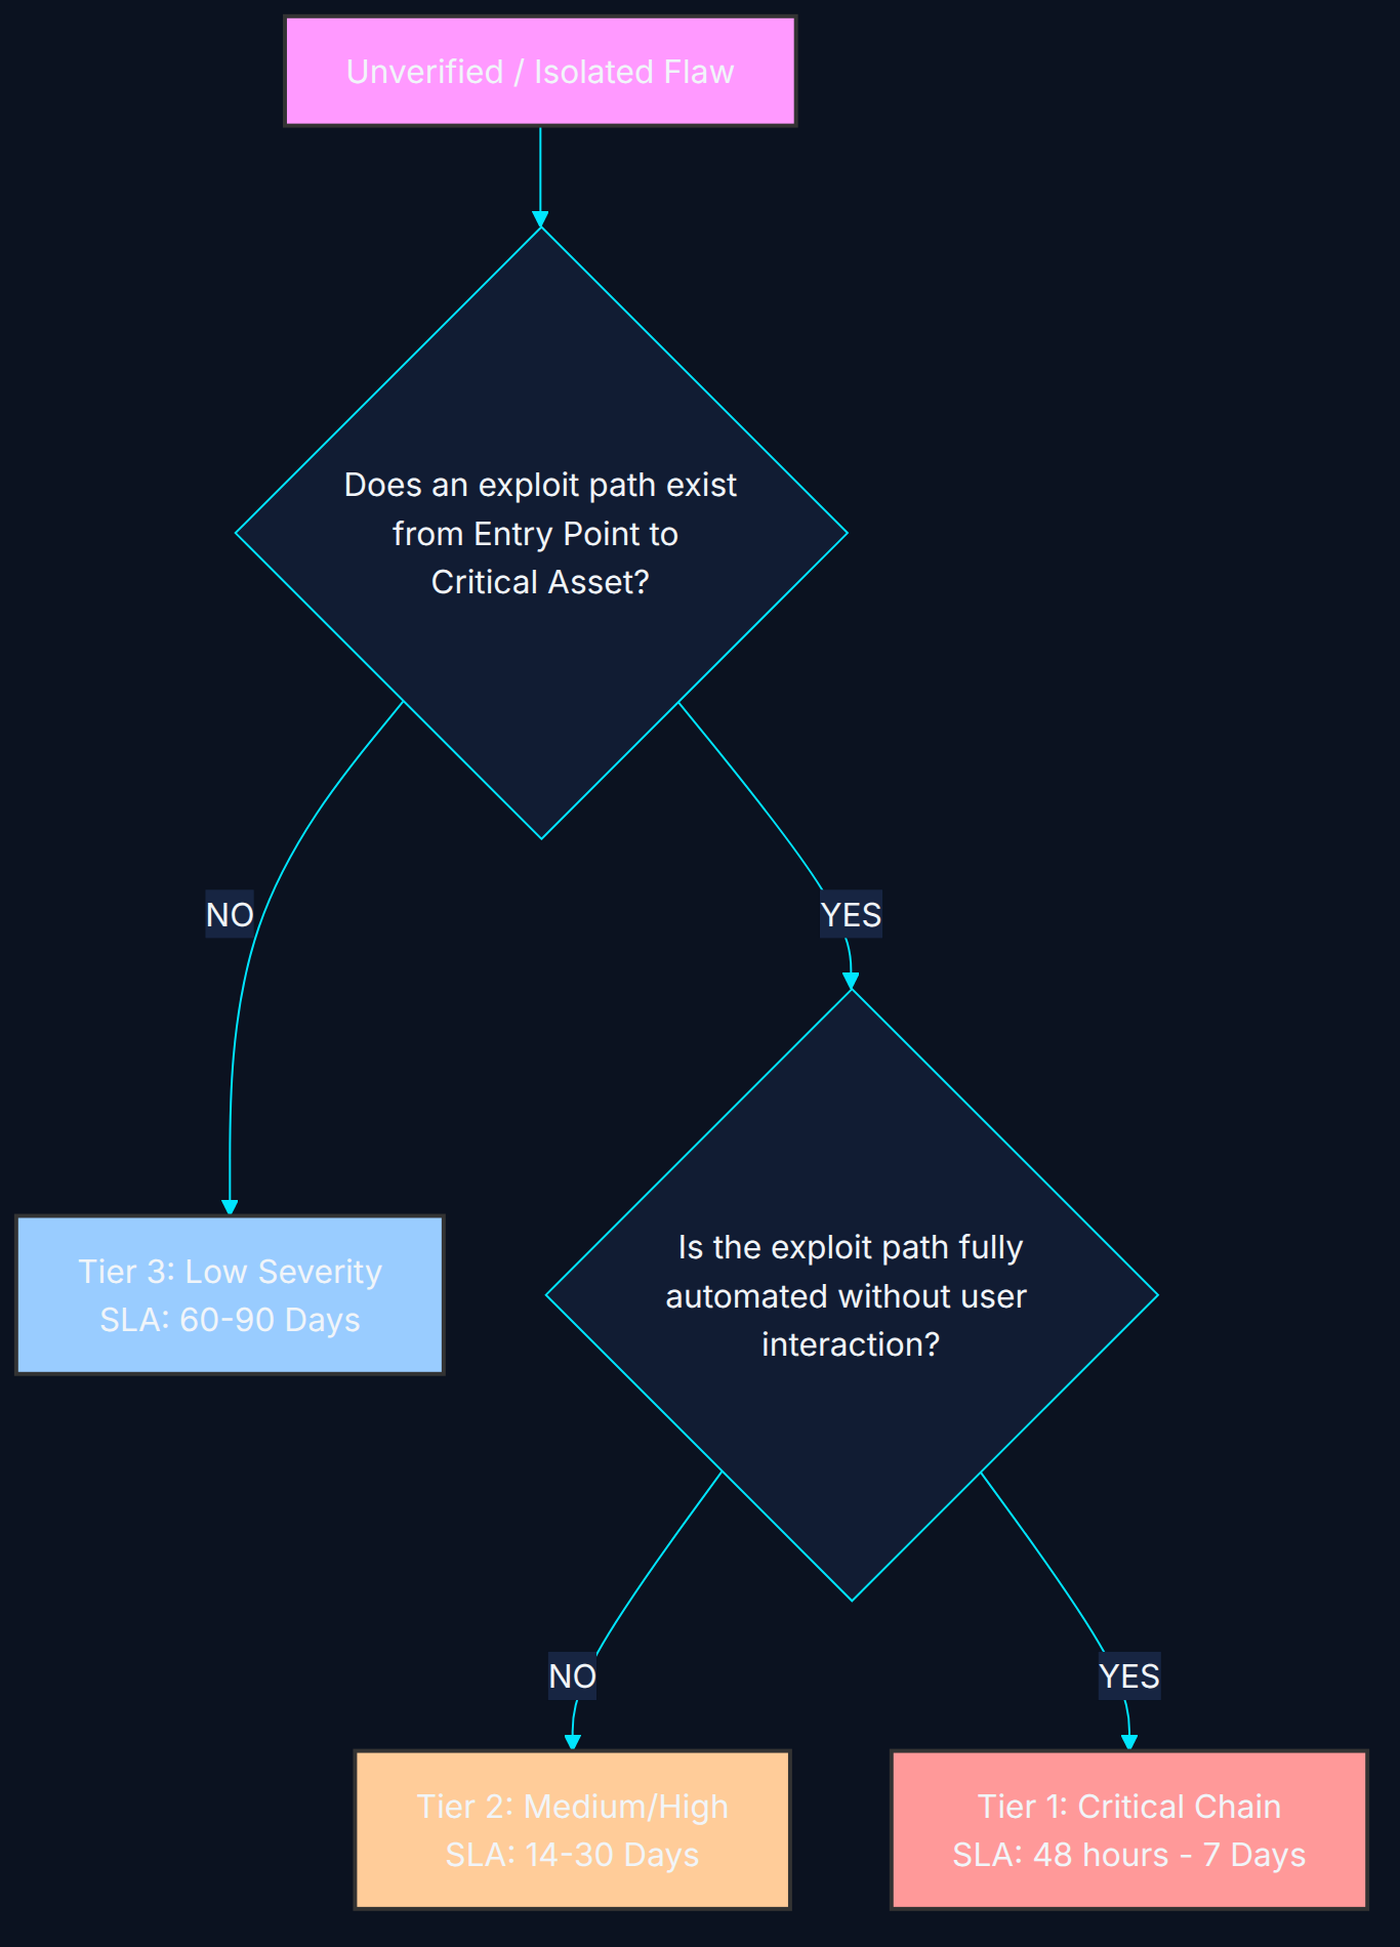 Unverified / Isolated Flaw
Does an exploit path exist
from Entry Point to
Critical Asset?
NO
YES
Tier 3: Low Severity
SLA: 60-90 Days
Is the exploit path fully
automated without user
interaction?
NO
YES
Tier 2: Medium/High
SLA: 14-30 Days
Tier 1: Critical Chain
SLA: 48 hours - 7 Days